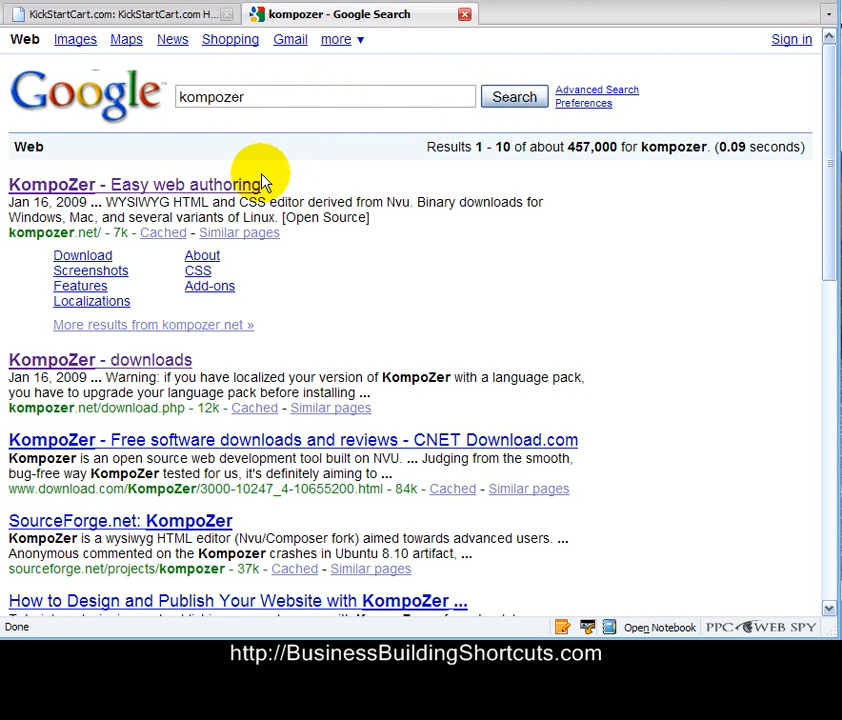 KickStartCart.com: KickStartCart.com H...
kompozer - Google Search
Web Images Maps News Shopping Gmail more ▼ Sign in
Google™
kompozer
Search
Advanced Search
Preferences
Web Results 1 - 10 of about 457,000 for kompozer. (0.09 seconds)
KompoZer - Easy web authoring
Jan 16, 2009 ... WYSIWYG HTML and CSS editor derived from Nvu. Binary downloads for
Windows, Mac, and several variants of Linux. [Open Source]
kompozer.net/ - 7k - Cached - Similar pages
Download About
Screenshots CSS
Features Add-ons
Localizations
More results from kompozer.net »
KompoZer - downloads
Jan 16, 2009 ... Warning: if you have localized your version of KompoZer with a language pack,
you have to upgrade your language pack before installing ...
kompozer.net/download.php - 12k - Cached - Similar pages
KompoZer - Free software downloads and reviews - CNET Download.com
Kompozer is an open source web development tool built on NVU. ... Judging from the smooth,
bug-free way KompoZer tested for us, it's definitely aiming to ...
www.download.com/KompoZer/3000-10247_4-10655200.html - 84k - Cached - Similar pages
SourceForge.net: KompoZer
KompoZer is a wysiwyg HTML editor (Nvu/Composer fork) aimed towards advanced users. ...
Anonymous commented on the Kompozer crashes in Ubuntu 8.10 artifact, ...
sourceforge.net/projects/kompozer - 37k - Cached - Similar pages
How to Design and Publish Your Website with KompoZer ...
Done Open Notebook PPC WEB SPY
http://BusinessBuildingShortcuts.com